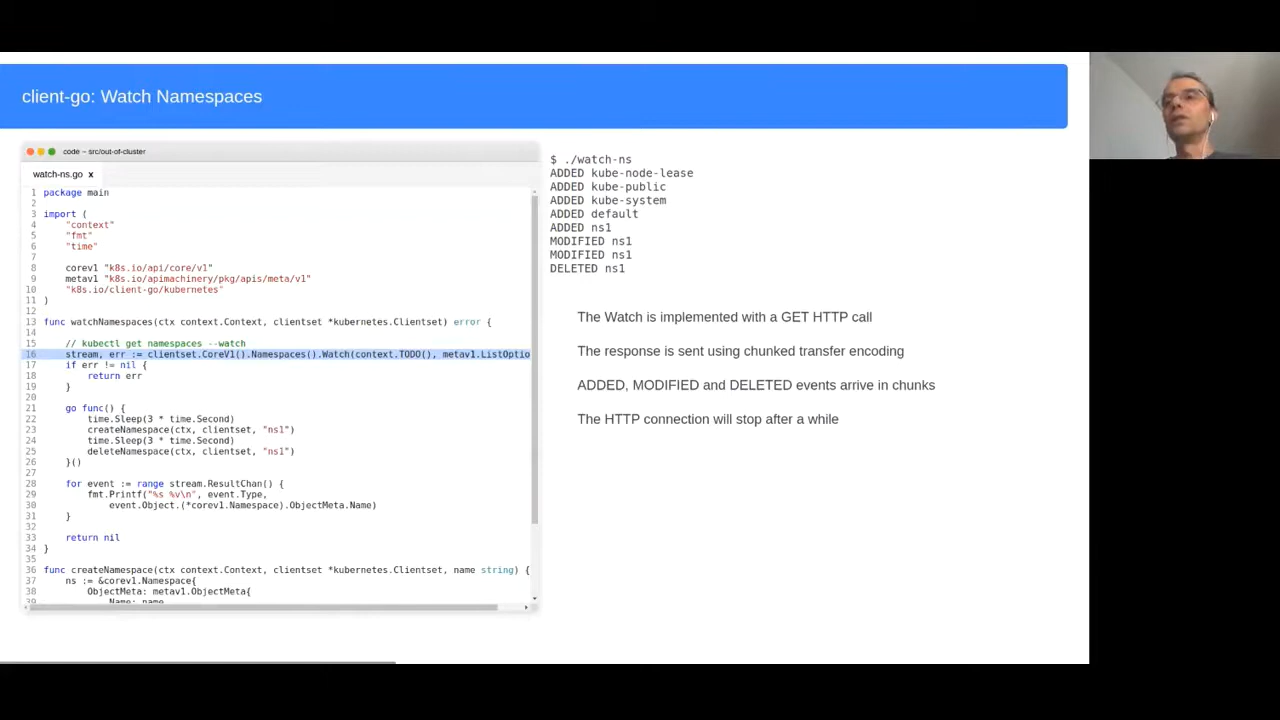 client-go: Watch Namespaces
code – src/out-of-cluster
watch-ns.go x
1 package main
2
3 import (
4     "context"
5     "fmt"
6     "time"
7
8     corev1 "k8s.io/api/core/v1"
9     metav1 "k8s.io/apimachinery/pkg/apis/meta/v1"
10     "k8s.io/client-go/kubernetes"
11 )
12
13 func watchNamespaces(ctx context.Context, clientset *kubernetes.Clientset) error {
14
15     // kubectl get namespaces --watch
16     stream, err := clientset.CoreV1().Namespaces().Watch(context.TODO(), metav1.ListOptio
17     if err != nil {
18         return err
19     }
20
21     go func() {
22         time.Sleep(3 * time.Second)
23         createNamespace(ctx, clientset, "ns1")
24         time.Sleep(3 * time.Second)
25         deleteNamespace(ctx, clientset, "ns1")
26     }()
27
28     for event := range stream.ResultChan() {
29         fmt.Printf("%s %v\n", event.Type,
30             event.Object.(*corev1.Namespace).ObjectMeta.Name)
31     }
32
33     return nil
34 }
35
36 func createNamespace(ctx context.Context, clientset *kubernetes.Clientset, name string) {
37     ns := &corev1.Namespace{
38         ObjectMeta: metav1.ObjectMeta{
39             Name: name
$ ./watch-ns
ADDED kube-node-lease
ADDED kube-public
ADDED kube-system
ADDED default
ADDED ns1
MODIFIED ns1
MODIFIED ns1
DELETED ns1
The Watch is implemented with a GET HTTP call
The response is sent using chunked transfer encoding
ADDED, MODIFIED and DELETED events arrive in chunks
The HTTP connection will stop after a while